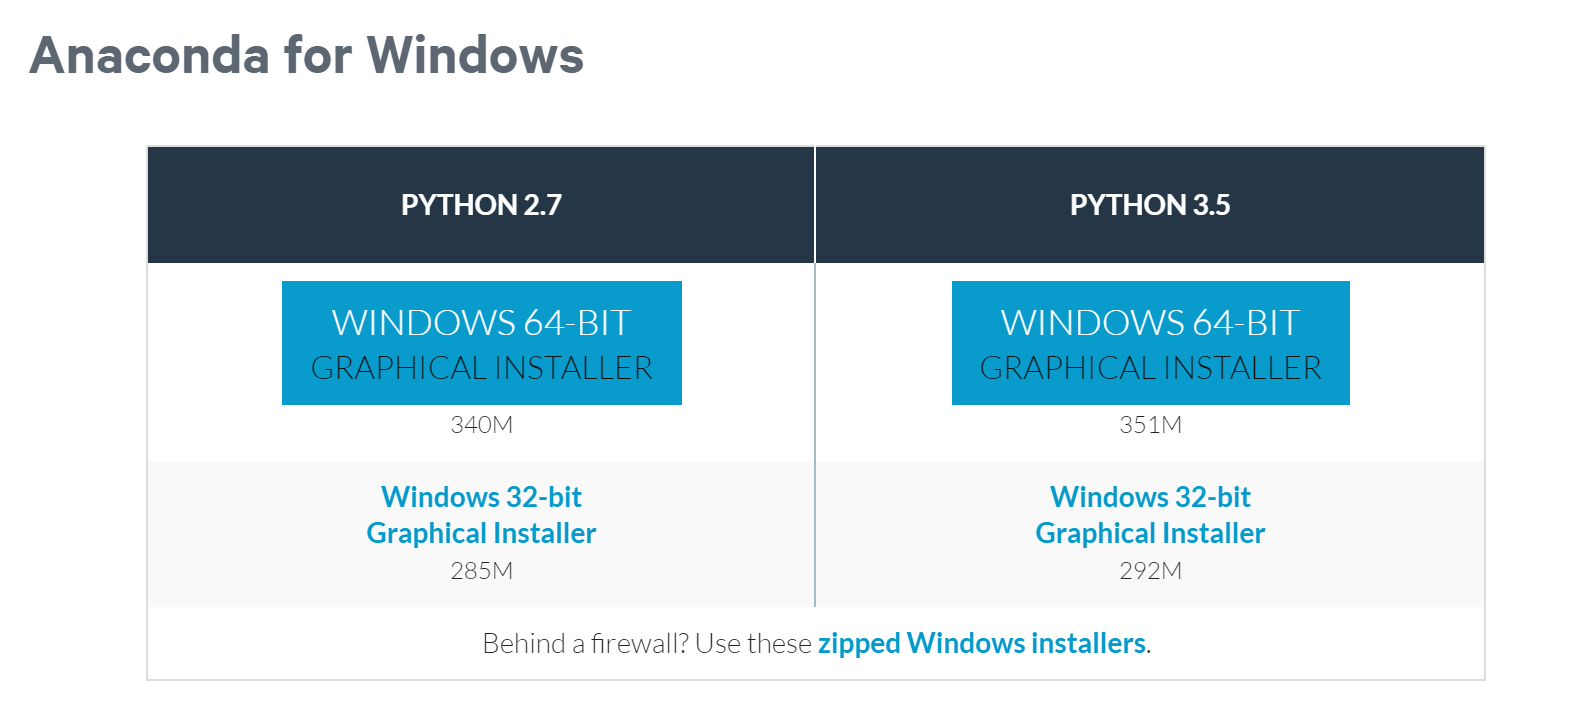 Anaconda for Windows
PYTHON 2.7
PYTHON 3.5
WINDOWS 64-BIT
GRAPHICAL INSTALLER
340M
WINDOWS 64-BIT
GRAPHICAL INSTALLER
351M
Windows 32-bit
Graphical Installer
285M
Windows 32-bit
Graphical Installer
292M
Behind a firewall? Use these zipped Windows installers.